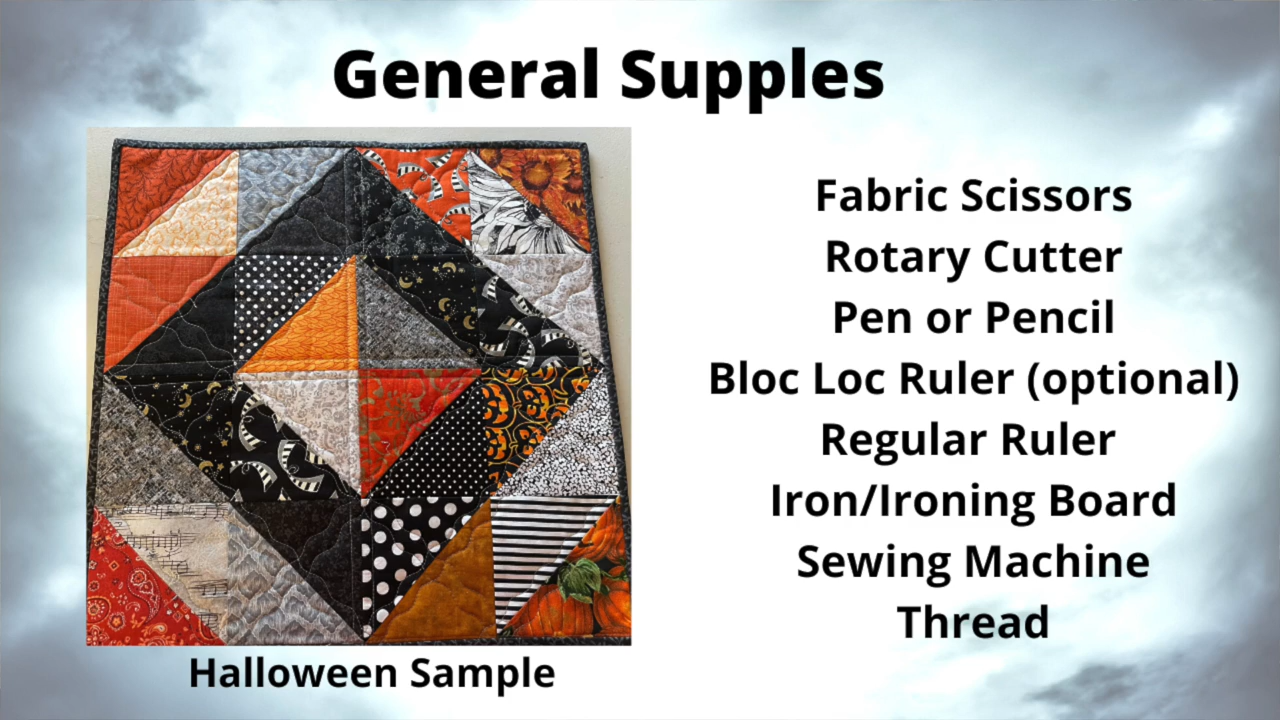 General Supples
Fabric Scissors
Rotary Cutter
Pen or Pencil
Bloc Loc Ruler (optional)
Regular Ruler
Iron/Ironing Board
Sewing Machine
Thread
Halloween Sample